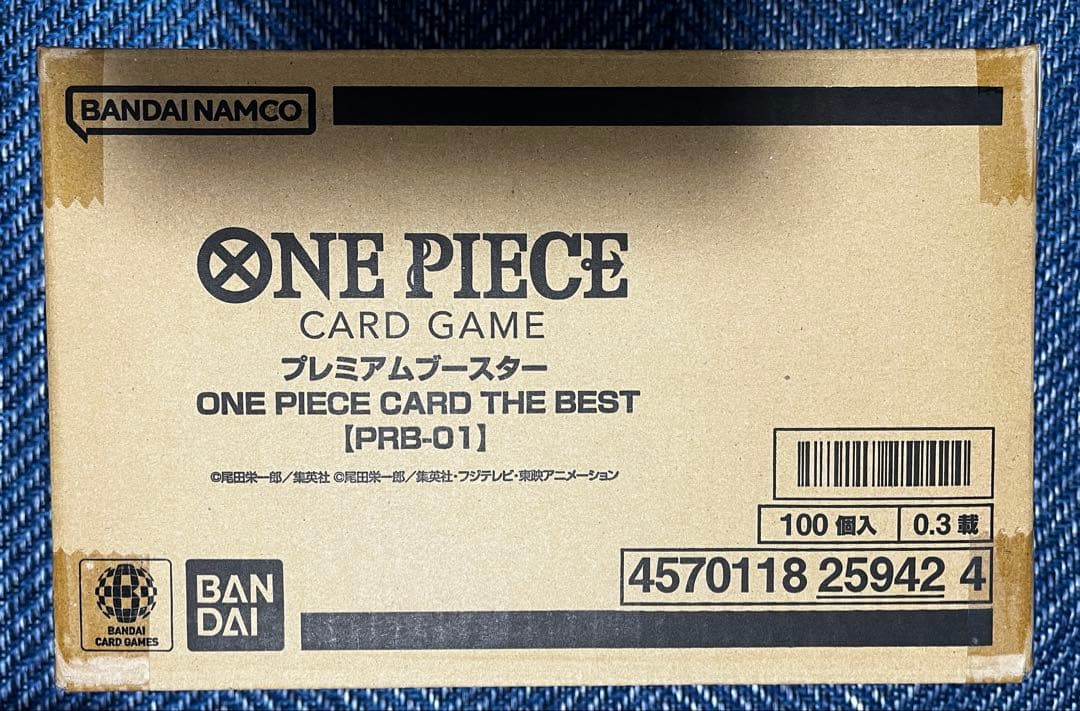 BANDAI NAMCO
ONE PIECE
CARD GAME
プレミアムブースター
ONE PIECE CARD THE BEST
【PRB-01】
©尾田栄一郎／集英社 ©尾田栄一郎／集英社・フジテレビ・東映アニメーション
100 個入 0.3 載
4570118 25942 4
BANDAI
CARD GAMES
BAN
DAI